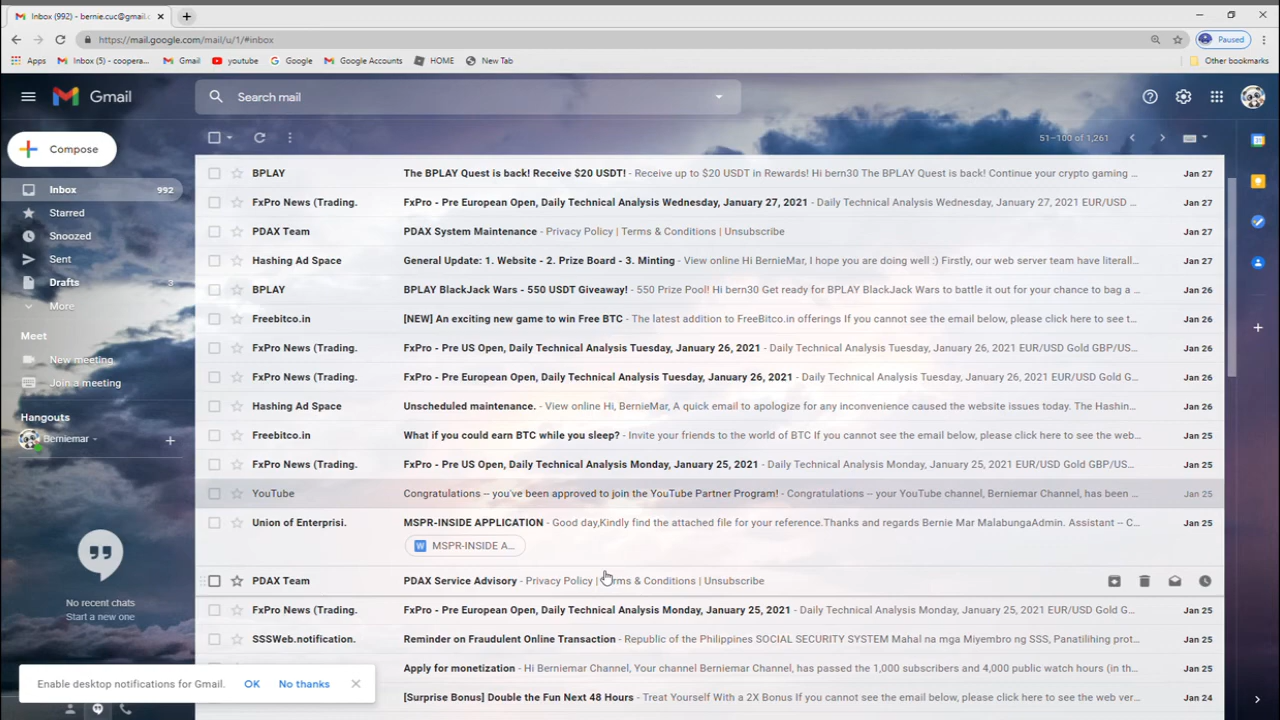 Inbox (992) - bernie.cuc@gmail.c
https://mail.google.com/mail/u/1/#inbox
Paused
Apps
Inbox (5) - coopera...
Gmail
youtube
Google
Google Accounts
HOME
New Tab
Other bookmarks
Gmail
Search mail
Compose
51–100 of 1,261
Inbox 992
Starred
Snoozed
Sent
Drafts 3
More
Meet
New meeting
Join a meeting
Hangouts
Berniemar
No recent chats
Start a new one
BPLAY The BPLAY Quest is back! Receive $20 USDT! - Receive up to $20 USDT in Rewards! Hi bern30 The BPLAY Quest is back! Continue your crypto gaming ... Jan 27
FxPro News (Trading. FxPro - Pre European Open, Daily Technical Analysis Wednesday, January 27, 2021 - Daily Technical Analysis Wednesday, January 27, 2021 EUR/USD ... Jan 27
PDAX Team PDAX System Maintenance - Privacy Policy | Terms & Conditions | Unsubscribe Jan 27
Hashing Ad Space General Update: 1. Website - 2. Prize Board - 3. Minting - View online Hi BernieMar, I hope you are doing well :) Firstly, our web server team have literall... Jan 27
BPLAY BPLAY BlackJack Wars - 550 USDT Giveaway! - 550 Prize Pool! Hi bern30 Get ready for BPLAY BlackJack Wars to battle it out for your chance to bag a ... Jan 27
Freebitco.in [NEW] An exciting new game to win Free BTC - The latest addition to FreeBitco.in offerings If you cannot see the email below, please click here to see t... Jan 26
FxPro News (Trading. FxPro - Pre US Open, Daily Technical Analysis Tuesday, January 26, 2021 - Daily Technical Analysis Tuesday, January 26, 2021 EUR/USD Gold GBP/US... Jan 26
FxPro News (Trading. FxPro - Pre European Open, Daily Technical Analysis Tuesday, January 26, 2021 - Daily Technical Analysis Tuesday, January 26, 2021 EUR/USD Gold G... Jan 26
Hashing Ad Space Unscheduled maintenance. - View online Hi, BernieMar, A quick email to apologize for any inconvenience caused the website issues today. The Hashin... Jan 26
Freebitco.in What if you could earn BTC while you sleep? - Invite your friends to the world of BTC If you cannot see the email below, please click here to see the web... Jan 25
FxPro News (Trading. FxPro - Pre US Open, Daily Technical Analysis Monday, January 25, 2021 - Daily Technical Analysis Monday, January 25, 2021 EUR/USD Gold GBP/US... Jan 25
YouTube Congratulations -- you've been approved to join the YouTube Partner Program! - Congratulations -- your YouTube channel, Berniemar Channel, has been ... Jan 25
Union of Enterprisi. MSPR-INSIDE APPLICATION - Good day,Kindly find the attached file for your reference.Thanks and regards Bernie Mar MalabungaAdmin. Assistant -- C... Jan 25
W MSPR-INSIDE A...
PDAX Team PDAX Service Advisory - Privacy Policy | Terms & Conditions | Unsubscribe
FxPro News (Trading. FxPro - Pre European Open, Daily Technical Analysis Monday, January 25, 2021 - Daily Technical Analysis Monday, January 25, 2021 EUR/USD Gold G... Jan 25
SSSWeb.notification. Reminder on Fraudulent Online Transaction - Republic of the Philippines SOCIAL SECURITY SYSTEM Mahal na mga Miyembro ng SSS, Panatilihing prot... Jan 25
Apply for monetization - Hi Berniemar Channel, Your channel Berniemar Channel, has passed the 1,000 subscribers and 4,000 public watch hours (in th... Jan 25
[Surprise Bonus] Double the Fun Next 48 Hours - Treat Yourself With a 2X Bonus If you cannot see the email below, please click here to see the web ver... Jan 24
Enable desktop notifications for Gmail. OK No thanks